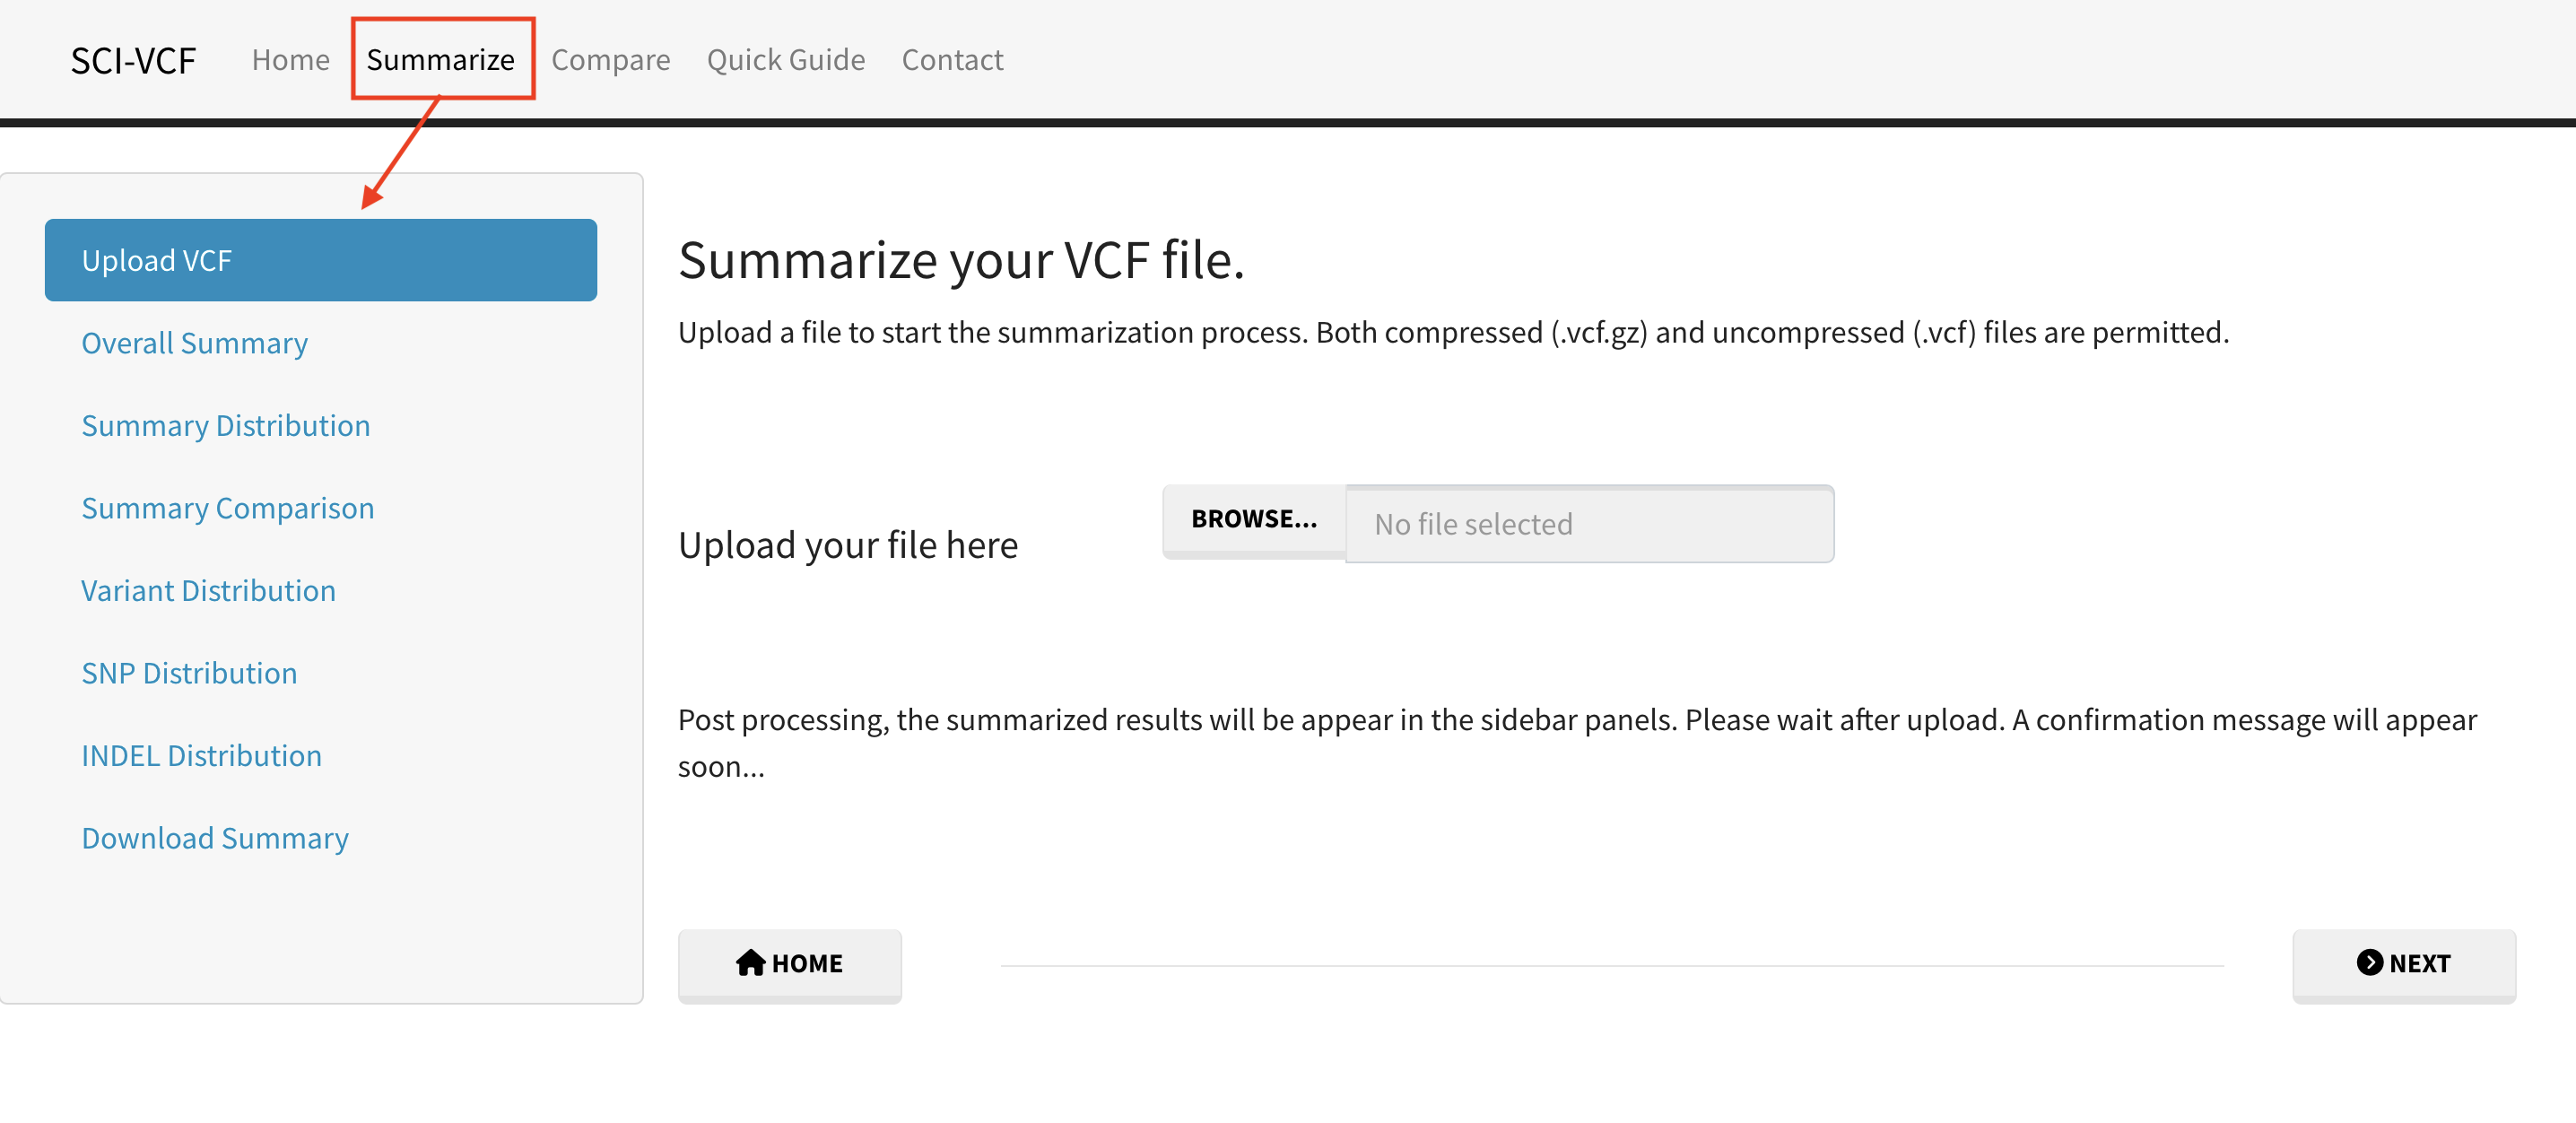 SCI-VCF Home Summarize Compare Quick Guide Contact
Upload VCF
Overall Summary
Summary Distribution
Summary Comparison
Variant Distribution
SNP Distribution
INDEL Distribution
Download Summary
Summarize your VCF file.
Upload a file to start the summarization process. Both compressed (.vcf.gz) and uncompressed (.vcf) files are permitted.
Upload your file here
BROWSE... No file selected
Post processing, the summarized results will be appear in the sidebar panels. Please wait after upload. A confirmation message will appear
soon...
HOME
NEXT